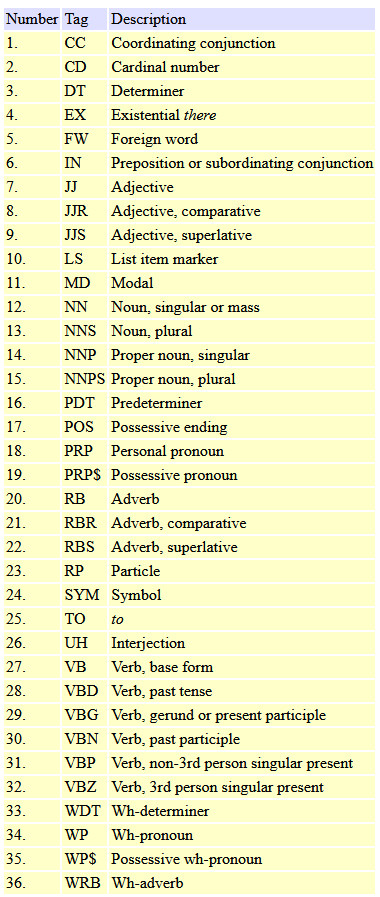 Number Tag Description
1. CC Coordinating conjunction
2. CD Cardinal number
3. DT Determiner
4. EX Existential there
5. FW Foreign word
6. IN Preposition or subordinating conjunction
7. JJ Adjective
8. JJR Adjective, comparative
9. JJS Adjective, superlative
10. LS List item marker
11. MD Modal
12. NN Noun, singular or mass
13. NNS Noun, plural
14. NNP Proper noun, singular
15. NNPS Proper noun, plural
16. PDT Predeterminer
17. POS Possessive ending
18. PRP Personal pronoun
19. PRP$ Possessive pronoun
20. RB Adverb
21. RBR Adverb, comparative
22. RBS Adverb, superlative
23. RP Particle
24. SYM Symbol
25. TO to
26. UH Interjection
27. VB Verb, base form
28. VBD Verb, past tense
29. VBG Verb, gerund or present participle
30. VBN Verb, past participle
31. VBP Verb, non-3rd person singular present
32. VBZ Verb, 3rd person singular present
33. WDT Wh-determiner
34. WP Wh-pronoun
35. WP$ Possessive wh-pronoun
36. WRB Wh-adverb